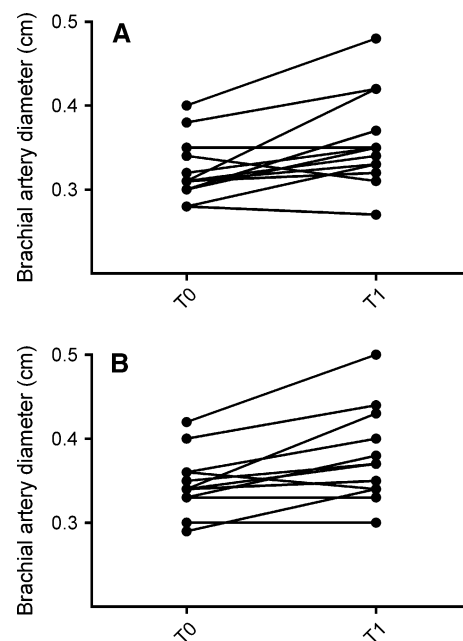 A
Brachial artery diameter (cm)
0.5
0.4
0.3
T0
T1
B
Brachial artery diameter (cm)
0.5
0.4
0.3
T0
T1